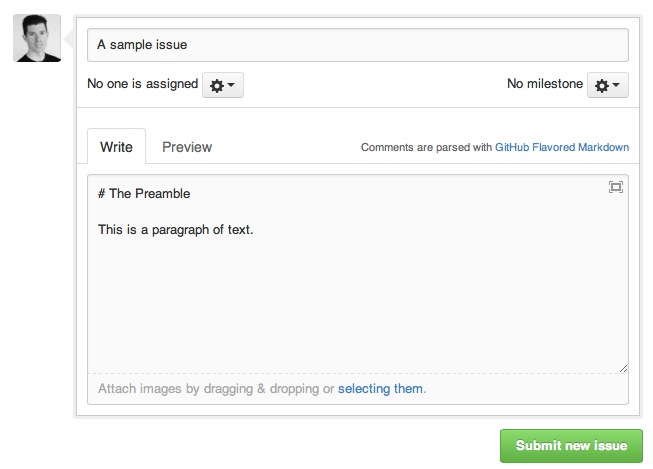 A sample issue
No one is assigned
No milestone
Write Preview Comments are parsed with GitHub Flavored Markdown
# The Preamble
This is a paragraph of text.
Attach images by dragging & dropping or selecting them.
Submit new issue